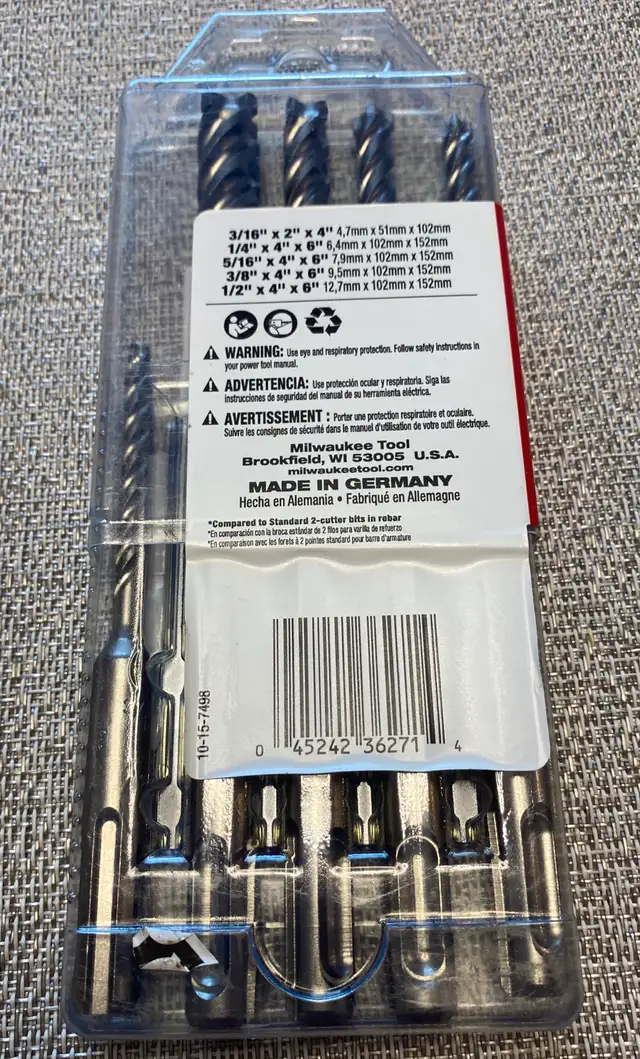 3/16" x 2" x 4" 4,7mm x 51mm x 102mm
1/4" x 4" x 6" 6,4mm x 102mm x 152mm
5/16" x 4" x 6" 7,9mm x 102mm x 152mm
3/8" x 4" x 6" 9,5mm x 102mm x 152mm
1/2" x 4" x 6" 12,7mm x 102mm x 152mm
WARNING: Use eye and respiratory protection. Follow safety instructions in
your power tool manual.
ADVERTENCIA: Use protección ocular y respiratoria. Siga las
instrucciones de seguridad del manual de su herramienta eléctrica.
AVERTISSEMENT : Porter une protection respiratoire et oculaire.
Suivre les consignes de sécurité dans le manuel d'utilisation de votre outil électrique.
Milwaukee Tool
Brookfield, WI 53005 U.S.A.
milwaukeetool.com
MADE IN GERMANY
Hecha en Alemania • Fabriqué en Allemagne
*Compared to Standard 2-cutter bits in rebar
*En comparación con la broca estándar de 2 filos para varilla de refuerzo
*En comparaison avec les forets à 2 pointes standard pour barre d'armature
10-15-7498
0 45242 36271 4